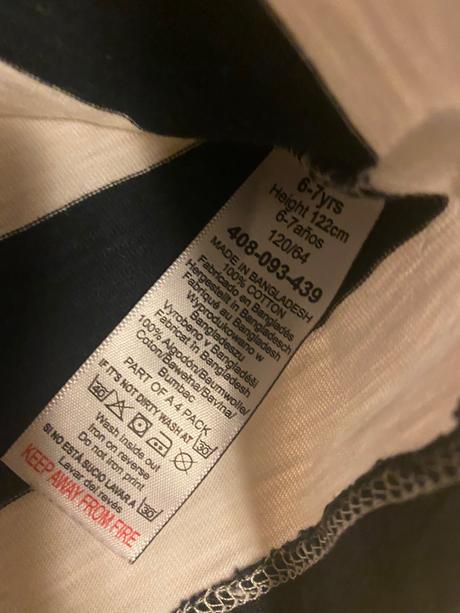 6-7yrs
Height 122cm
6-7años
120/64
408-093-439
MADE IN BANGLADESH
100% COTTON
Fabricado en Bangladés
Hergestellt in Bangladesch
Fabriqué au Bangladesh
Wyprodukowano w
Bangladeszu
Vyrobeno v Bangladéši
Fabricat în Bangladesh
100% Algodón/Baumwolle/
Coton/Bawełna/Bavlna/
Bumbac
PART OF A 4 PACK
IF IT'S NOT DIRTY WASH AT 30
30
Wash inside out
Iron on reverse
Do not iron print
SI NO ESTÁ SUCIO LAVAR A 30
Lavar del revés
KEEP AWAY FROM FIRE